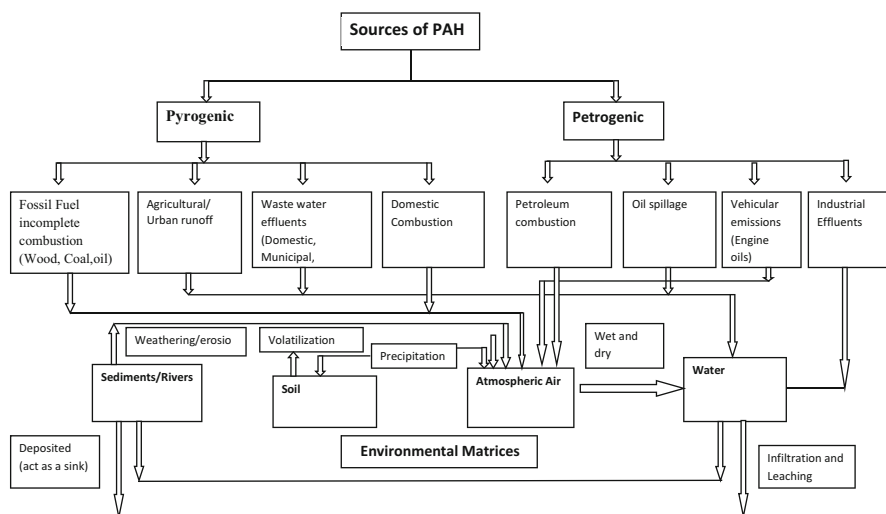 Sources of PAH
Pyrogenic
Petrogenic
Fossil Fuel
incomplete
combustion
(Wood, Coal,oil)
Agricultural/
Urban runoff
Waste water
effluents
(Domestic,
Municipal,
Domestic
Combustion
Petroleum
combustion
Oil spillage
Vehicular
emissions
(Engine
oils)
Industrial
Effluents
Weathering/erosio
Volatilization
Precipitation
Wet and
dry
Sediments/Rivers
Soil
Atmospheric Air
Water
Deposited
(act as a sink)
Environmental Matrices
Infiltration and
Leaching